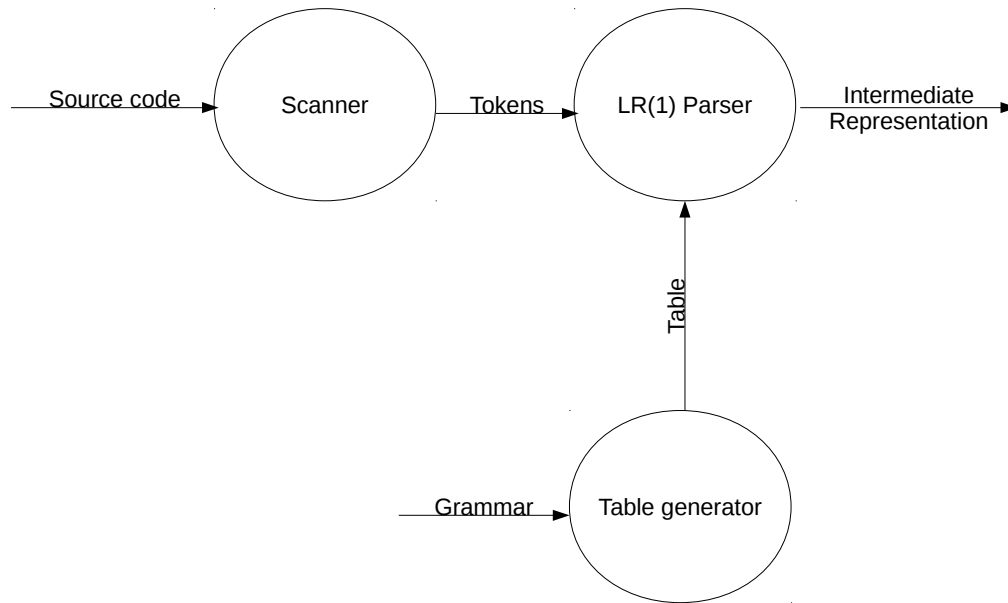 Source code
Scanner
Tokens
LR(1) Parser
Intermediate
Representation
Table
Grammar
Table generator